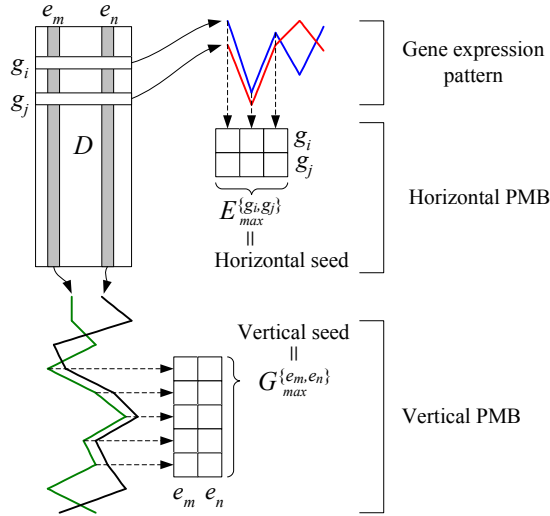 e_m e_n
g_i
g_j
D
Gene expression
pattern
g_i
g_j
E_max^{g_i,g_j}
=
Horizontal seed
Horizontal PMB
Vertical seed
=
G_max^{e_m,e_n}
Vertical PMB
e_m e_n